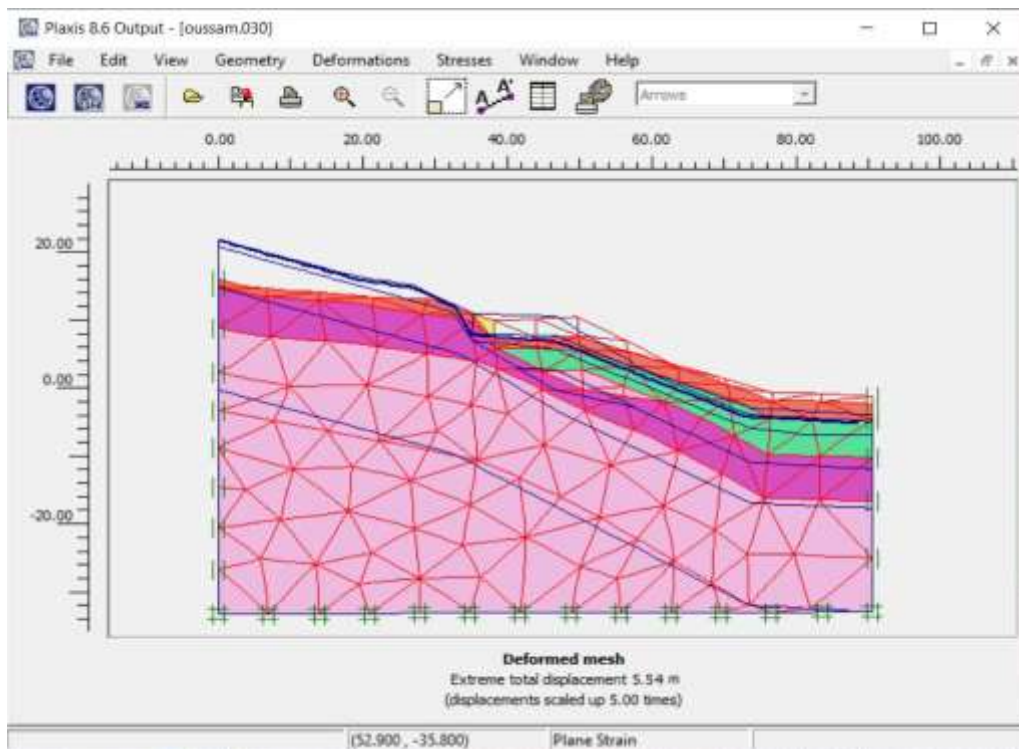 Plaxis 8.6 Output - [oussam.030]
File Edit View Geometry Deformations Stresses Window Help
Arrows
0.00 20.00 40.00 60.00 80.00 100.00
20.00
0.00
-20.00
Deformed mesh
Extreme total displacement 5.54 m
(displacements scaled up 5.00 times)
(52.900 , -35.800) Plane Strain